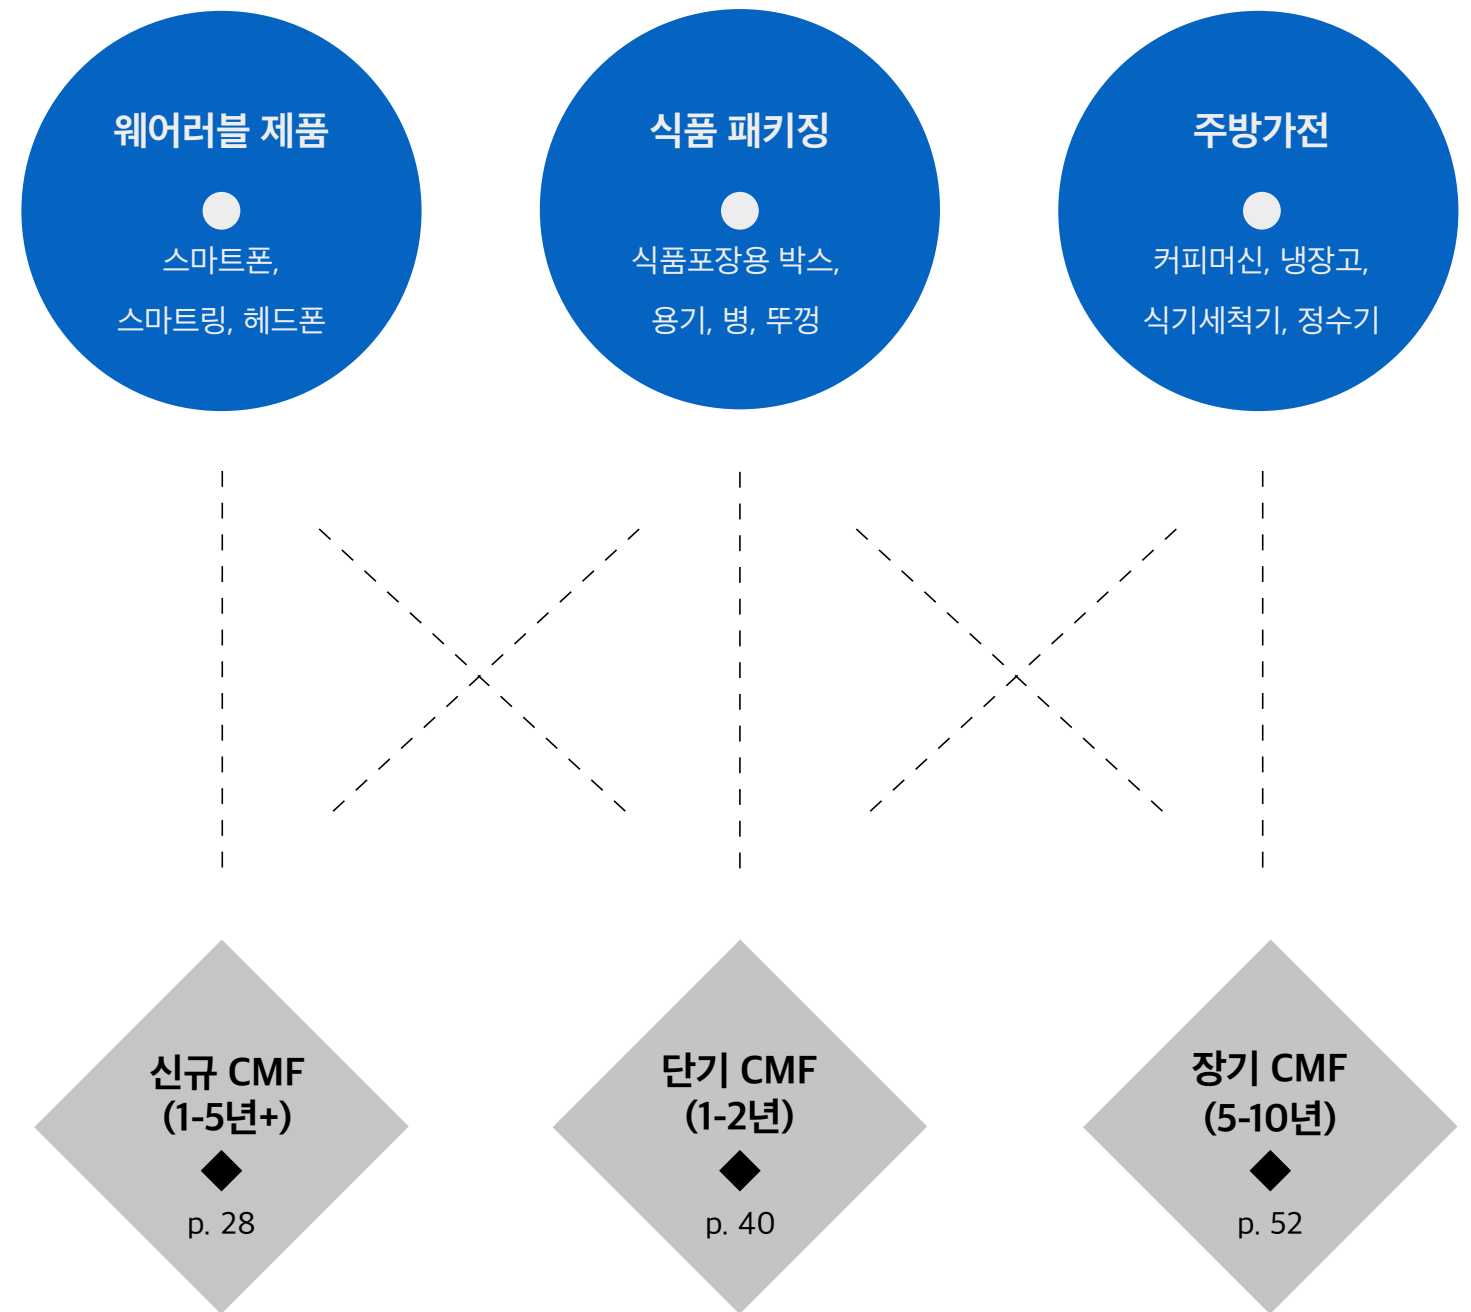 웨어러블 제품
스마트폰,
스마트링, 헤드폰
식품 패키징
식품포장용 박스,
용기, 병, 뚜껑
주방가전
커피머신, 냉장고,
식기세척기, 정수기
신규 CMF
(1-5년+)
p. 28
단기 CMF
(1-2년)
p. 40
장기 CMF
(5-10년)
p. 52